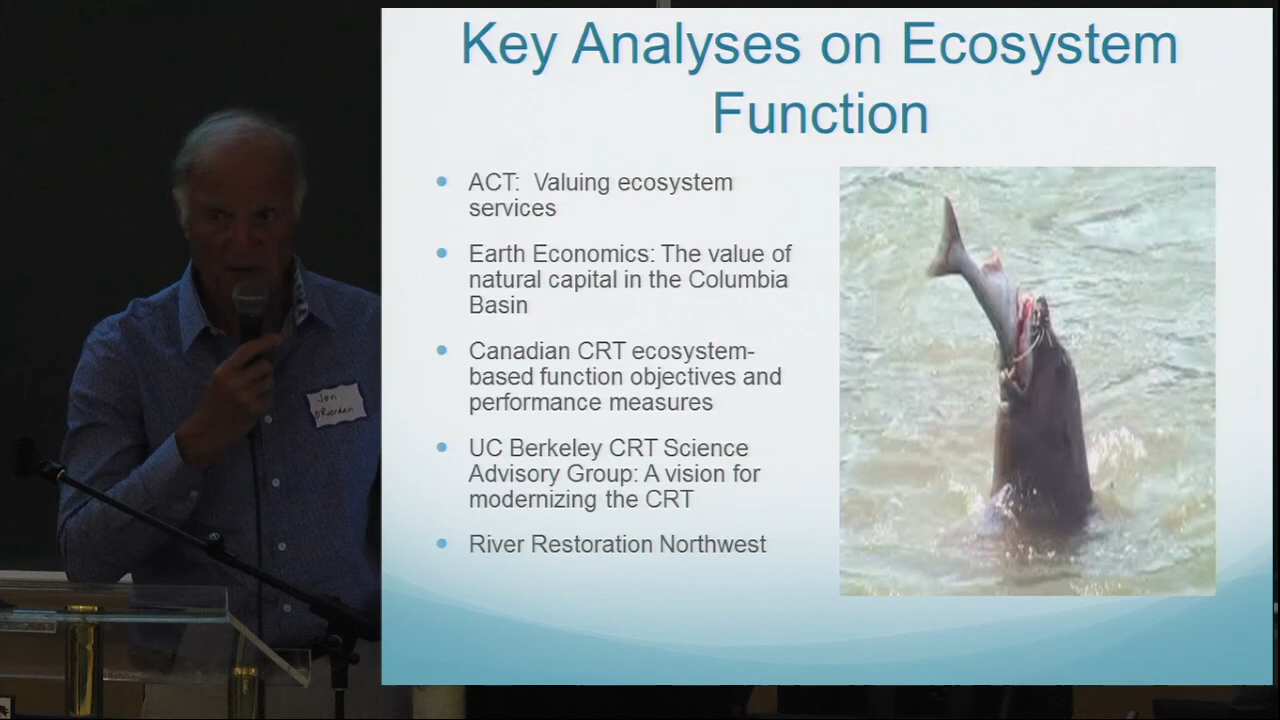 Key Analyses on Ecosystem
Function
ACT: Valuing ecosystem
services
Earth Economics: The value of
natural capital in the Columbia
Basin
Canadian CRT ecosystem-
based function objectives and
performance measures
UC Berkeley CRT Science
Advisory Group: A vision for
modernizing the CRT
River Restoration Northwest
Jon
O'Riordan